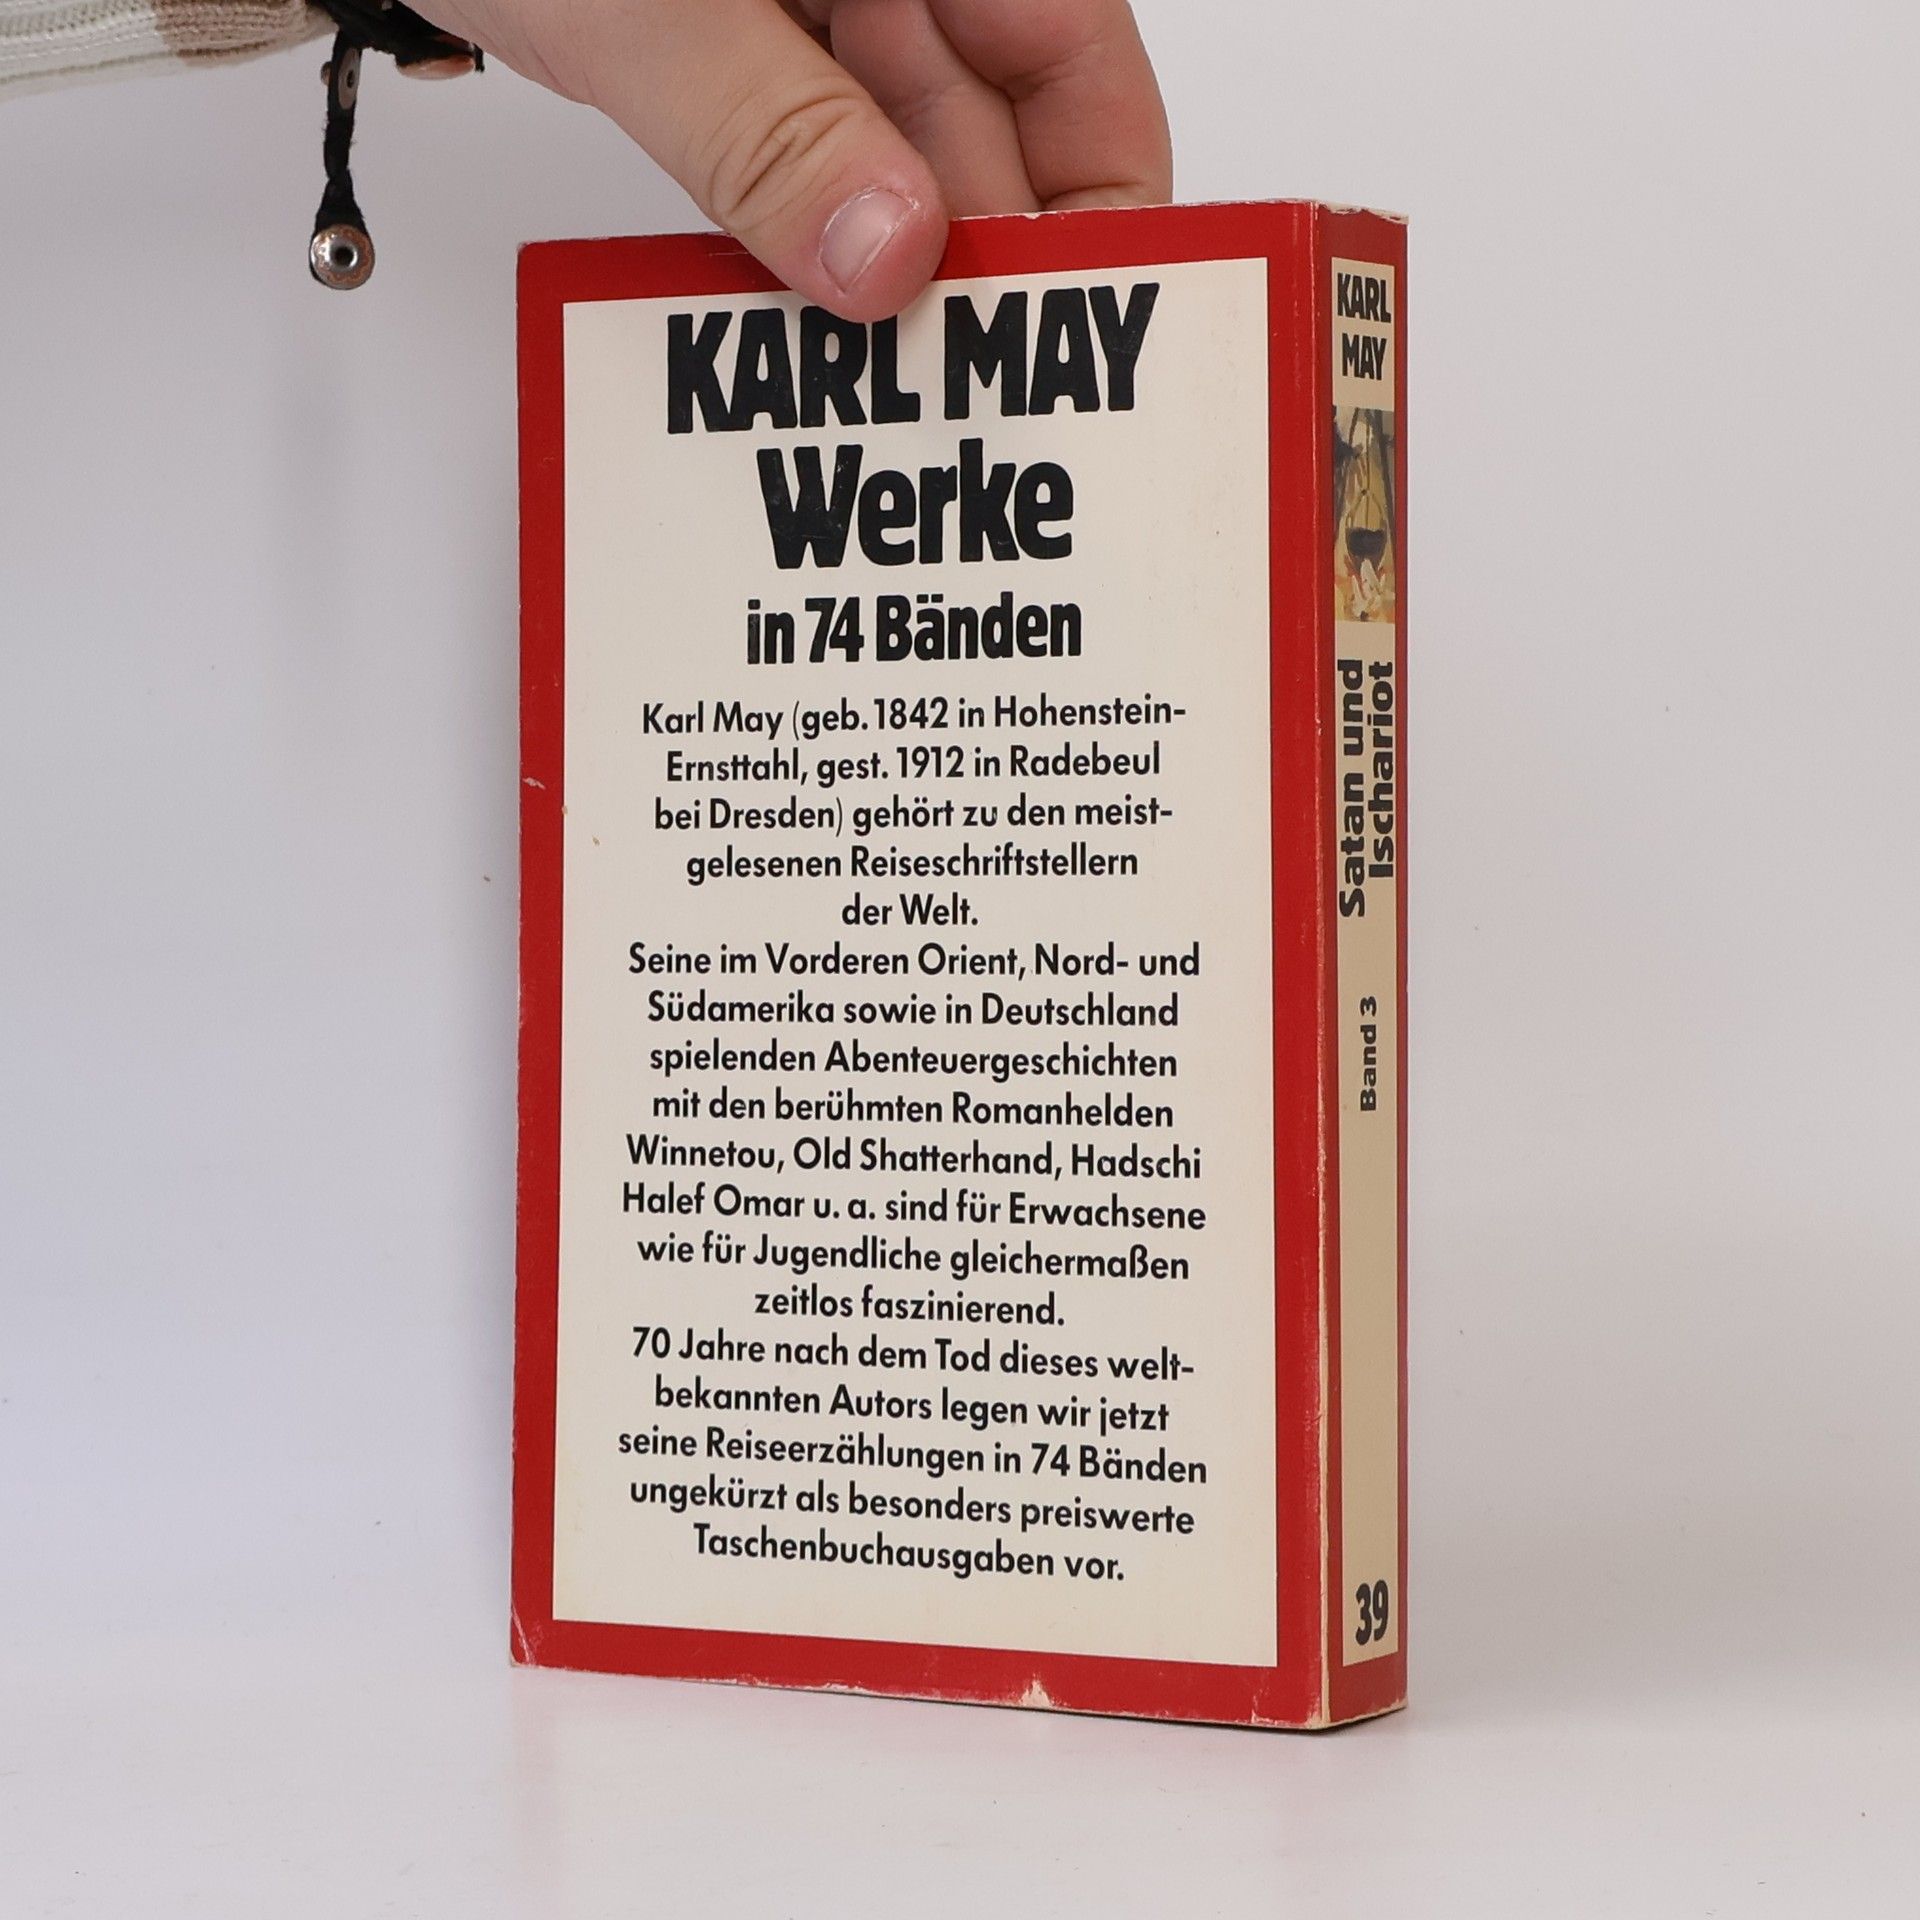 KARL MAY
Werke
in 74 Bänden
Karl May (geb. 1842 in Hohenstein-
Ernsttahl, gest. 1912 in Radebeul
bei Dresden) gehört zu den meist-
gelesenen Reiseschriftstellern
der Welt.
Seine im Vorderen Orient, Nord- und
Südamerika sowie in Deutschland
spielenden Abenteuergeschichten
mit den berühmten Romanhelden
Winnetou, Old Shatterhand, Hadschi
Halef Omar u. a. sind für Erwachsene
wie für Jugendliche gleichermaßen
zeitlos faszinierend.
70 Jahre nach dem Tod dieses welt-
bekannten Autors legen wir jetzt
seine Reiseerzählungen in 74 Bänden
ungekürzt als besonders preiswerte
Taschenbuchausgaben vor.
KARL
MAY
Satan und
Ischariot
Band 3
39